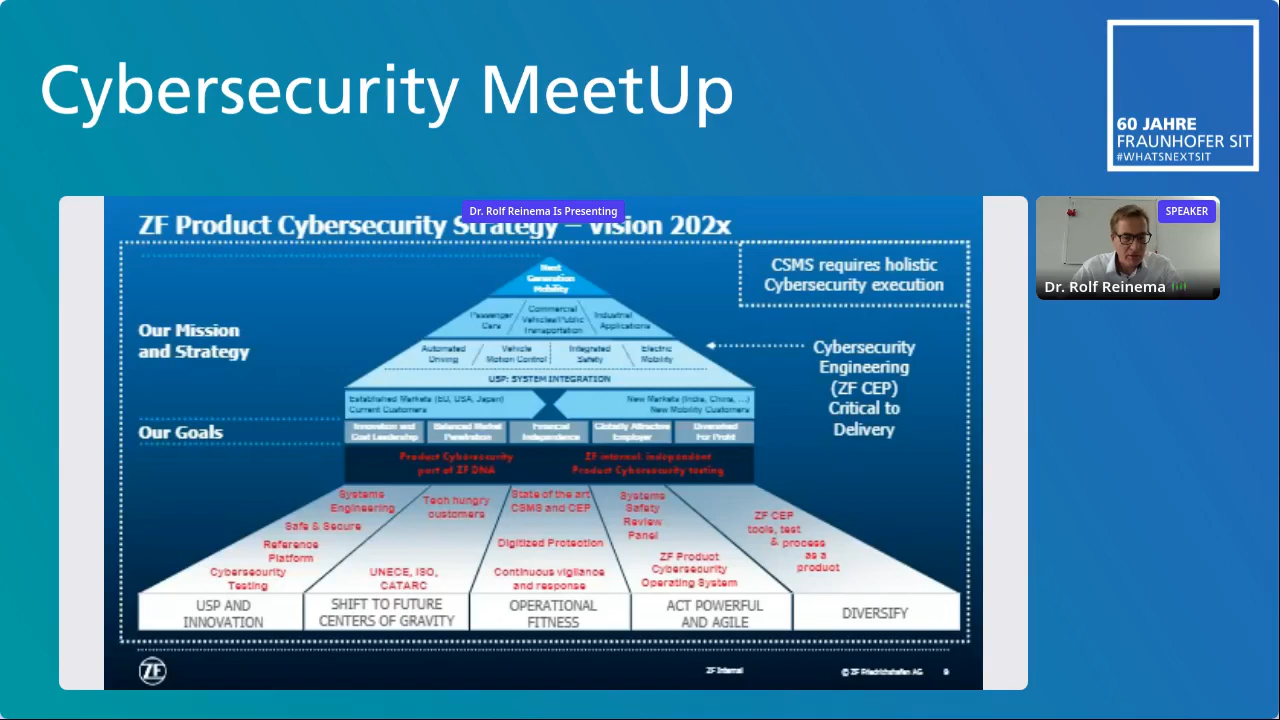 Cybersecurity MeetUp
60 JAHRE
FRAUNHOFER SIT
#WHATSNEXTSIT
Dr. Rolf Reinema Is Presenting
SPEAKER
Dr. Rolf Reinema
ZF Product Cybersecurity Strategy – Vision 202x
CSMS requires holistic
Cybersecurity execution
Next
Generation
Mobility
Our Mission
and Strategy
Passenger
Cars
Commercial
Vehicles/Public
Transportation
Industrial
Applications
Automated
Driving
Vehicle
Motion Control
Integrated
Safety
Electric
Mobility
USP: SYSTEM INTEGRATION
Cybersecurity
Engineering
(ZF CEP)
Critical to
Delivery
Established Markets (EU, USA, Japan)
Current Customers
New Markets (India, China, ...)
New Mobility Customers
Our Goals
Innovation and
Cost Leadership
Balanced Market
Penetration
Financial
Independence
Globally Attractive
Employer
Diversified
For Profit
Product Cybersecurity
part of ZF DNA
ZF internal, independent
Product Cybersecurity testing
Systems
Engineering
Safe & Secure
Reference
Platform
Cybersecurity
Testing
Tech hungry
customers
UNECE, ISO,
CATARC
State of the art
CSMS and CEP
Digitized Protection
Continuous vigilance
and response
Systems
Safety
Review
Panel
ZF Product
Cybersecurity
Operating System
ZF CEP
tools, test
& process
as a
product
USP AND
INNOVATION
SHIFT TO FUTURE
CENTERS OF GRAVITY
OPERATIONAL
FITNESS
ACT POWERFUL
AND AGILE
DIVERSIFY
ZF
ZF Internal
© ZF Friedrichshafen AG
9